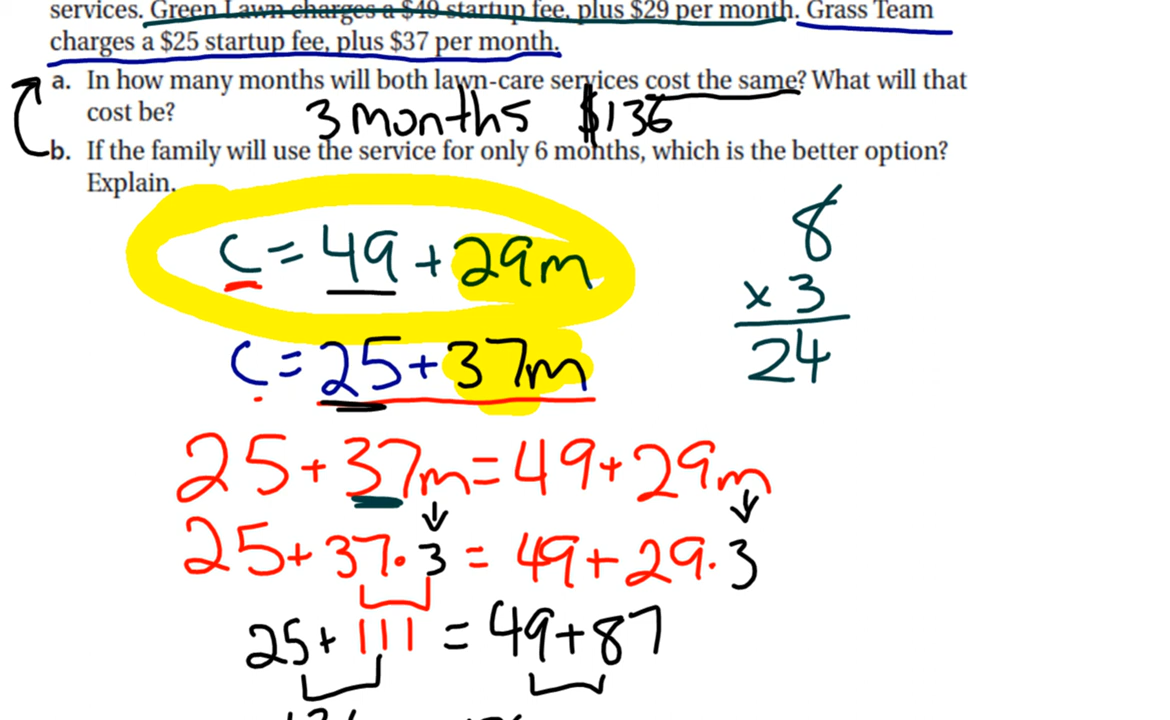 services. Green Lawn charges a $49 startup fee, plus $29 per month. Grass Team
charges a $25 startup fee, plus $37 per month.
a. In how many months will both lawn-care services cost the same? What will that
cost be?
3 months $136
b. If the family will use the service for only 6 months, which is the better option?
Explain.
C = 49 + 29m
C = 25 + 37m
8
x 3
24
25 + 37m = 49 + 29m
25 + 37 · 3 = 49 + 29 · 3
25 + 111 = 49 + 87